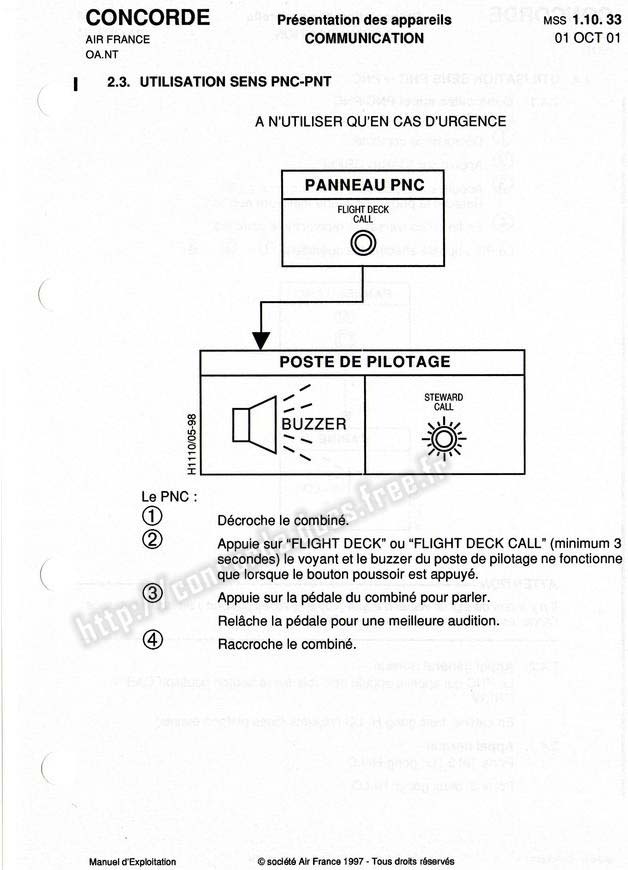 CONCORDE
AIR FRANCE
OA.NT
Présentation des appareils
COMMUNICATION
MSS 1.10. 33
01 OCT 01
2.3. UTILISATION SENS PNC-PNT
A N'UTILISER QU'EN CAS D'URGENCE
PANNEAU PNC
FLIGHT DECK
CALL
POSTE DE PILOTAGE
BUZZER
STEWARD
CALL
H1110/05-98
Le PNC :
1 Décroche le combiné.
2 Appuie sur “FLIGHT DECK” ou “FLIGHT DECK CALL” (minimum 3
secondes) le voyant et le buzzer du poste de pilotage ne fonctionne
que lorsque le bouton poussoir est appuyé.
3 Appuie sur la pédale du combiné pour parler.
Relâche la pédale pour une meilleure audition.
4 Raccroche le combiné.
Manuel d'Exploitation
© société Air France 1997 - Tous droits réservés